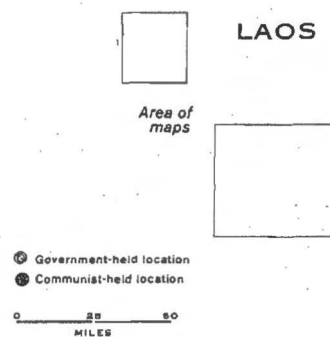 LAOS
Area of
maps
Government-held location
Communist-held location
0 25 50
MILES